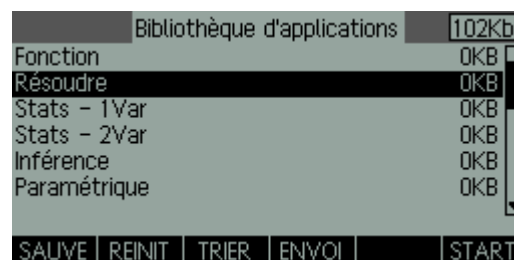 Bibliothèque d'applications 102Kb
Fonction 0KB
Résoudre 0KB
Stats - 1Var 0KB
Stats - 2Var 0KB
Inférence 0KB
Paramétrique 0KB
SAUVE REINIT TRIER ENVOI START